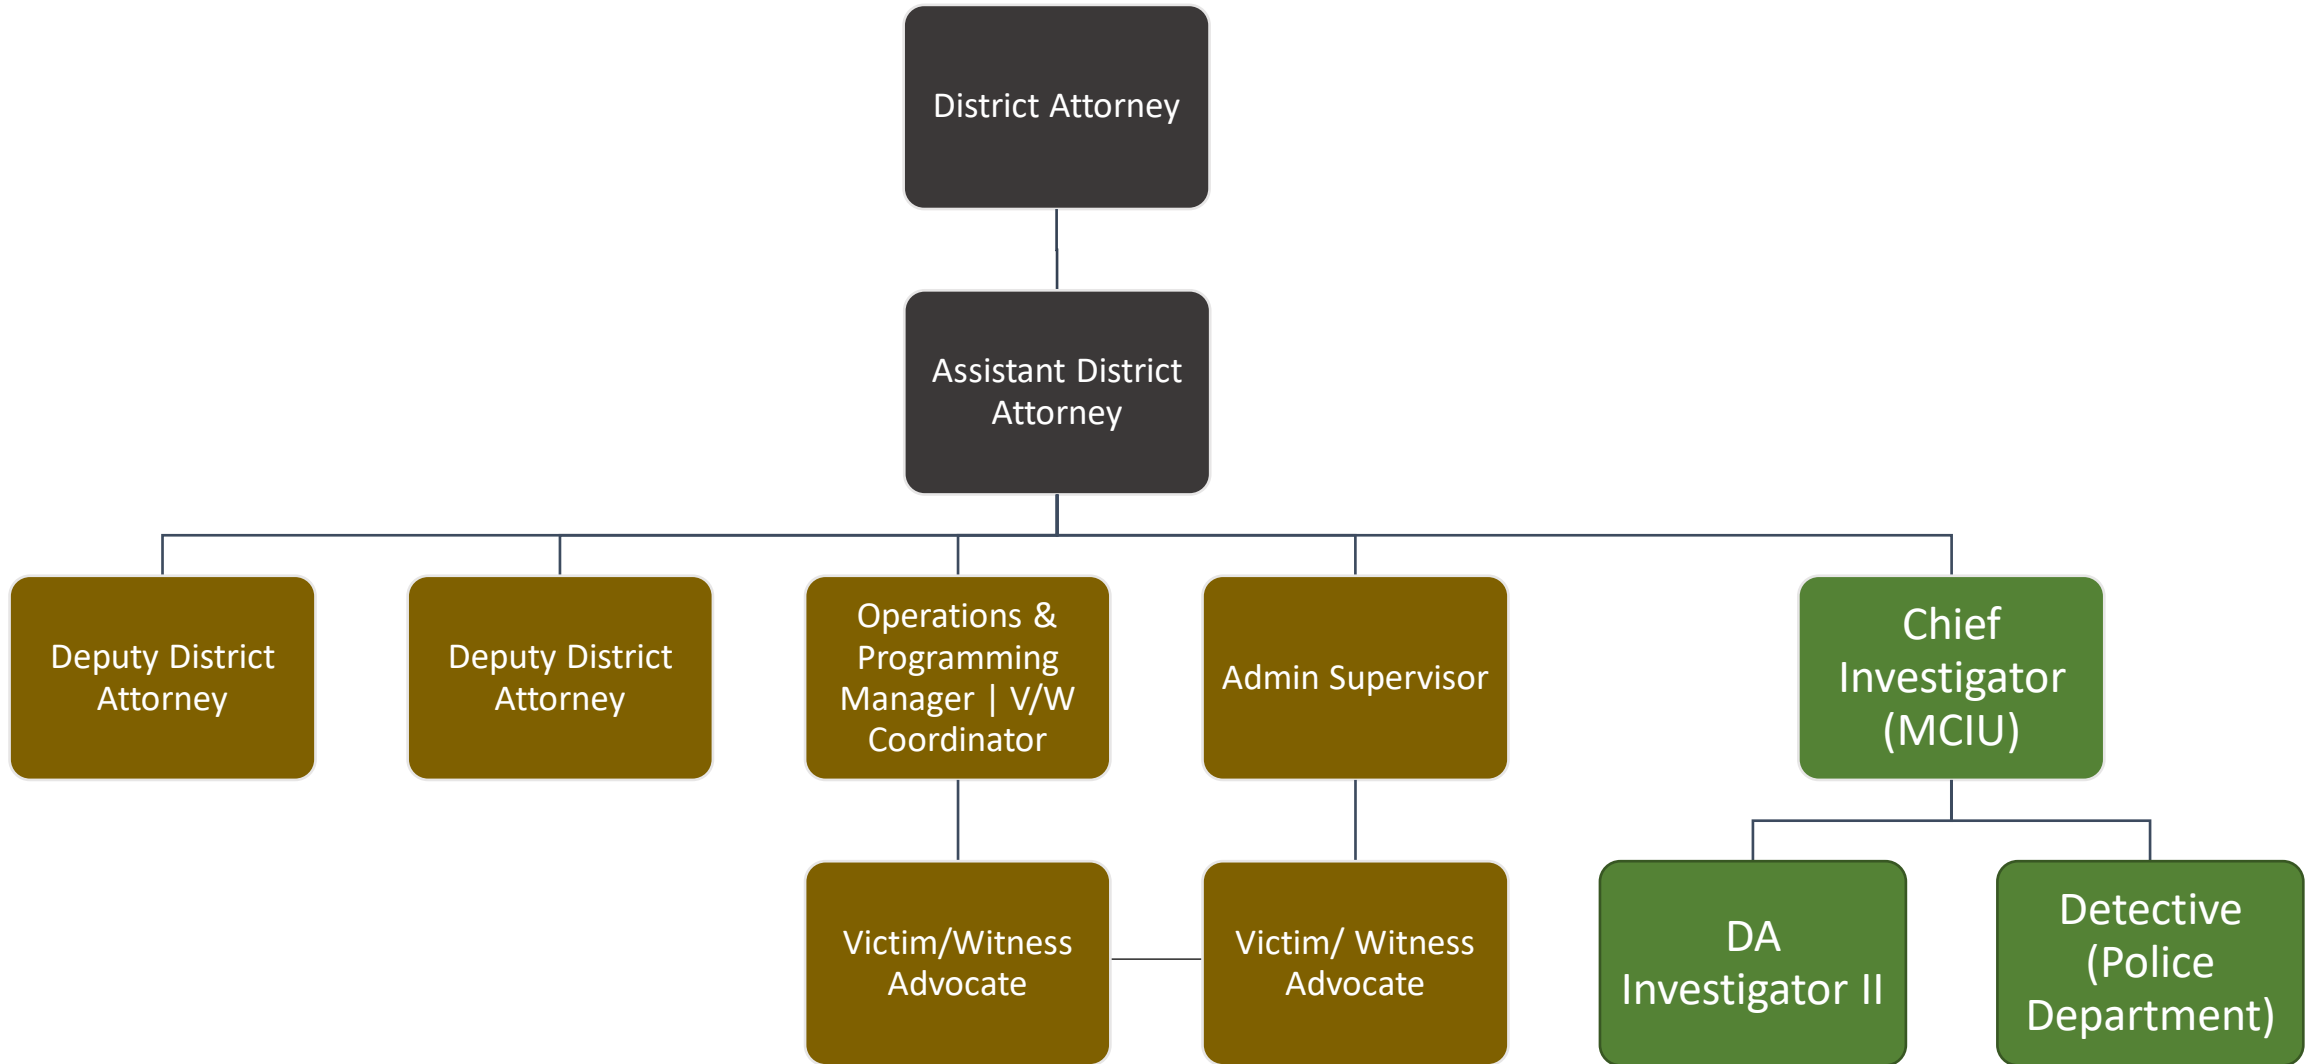 District Attorney
Assistant District
Attorney
Deputy District
Attorney
Deputy District
Attorney
Operations &
Programming
Manager | V/W
Coordinator
Admin Supervisor
Chief
Investigator
(MCIU)
Victim/Witness
Advocate
Victim/ Witness
Advocate
DA
Investigator II
Detective
(Police
Department)